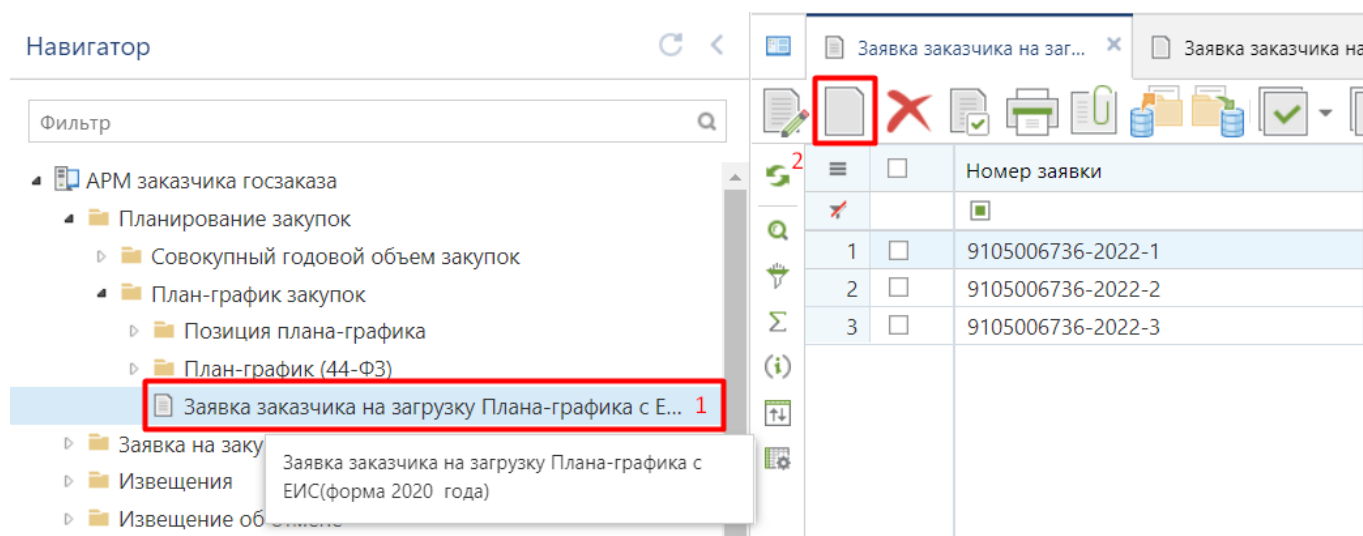 Навигатор
Фильтр
АРМ заказчика госзаказа
Планирование закупок
Совокупный годовой объем закупок
План-график закупок
Позиция плана-графика
План-график (44-ФЗ)
Заявка заказчика на загрузку Плана-графика с Е... 1
Заявка на заку
Заявка заказчика на загрузку Плана-графика с
ЕИС(форма 2020 года)
Извещения
Извещение об
Заявка заказчика на заг...
Заявка заказчика на
2
Номер заявки
1 9105006736-2022-1
2 9105006736-2022-2
3 9105006736-2022-3